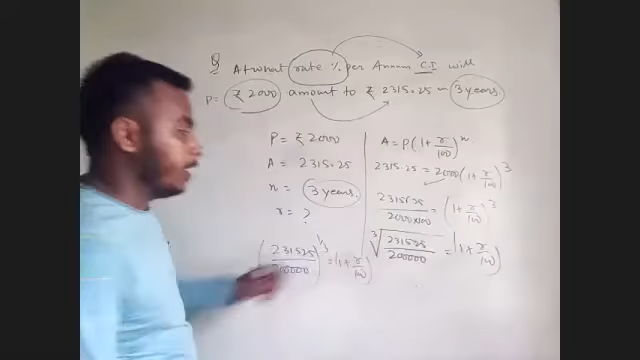 Q At what rate % per Annum C.I will
P= ₹ 2000 amount to ₹ 2315.25 in 3 years.
P = ₹ 2000
A = 2315.25
n = 3 years.
r = ?
(231525/200000)^1/3 = (1+r/100)
A = P(1+r/100)^n
2315.25 = 2000(1+r/100)^3
231525/2000×100 = (1+r/100)^3
3√231525/200000 = (1+r/100)